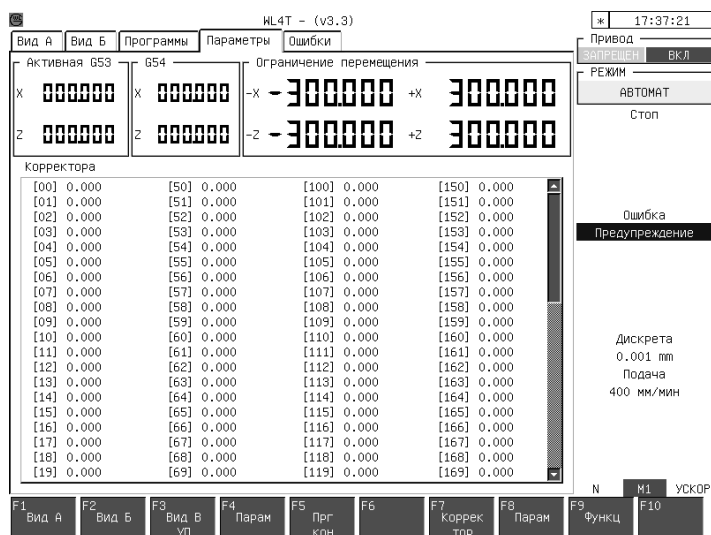 WL4T - (v3.3)
* 17:37:21
Вид А Вид Б Программы Параметры Ошибки
Привод
ЗАПРЕЩЕН ВКЛ
Активная G53 G54 Ограничение перемещения
РЕЖИМ
АВТОМАТ
X 000.000 X 000.000 -X -300.000 +X 300.000
Стоп
Z 000.000 Z 000.000 -Z -300.000 +Z 300.000
Корректора
[00] 0.000 [50] 0.000 [100] 0.000 [150] 0.000
[01] 0.000 [51] 0.000 [101] 0.000 [151] 0.000
[02] 0.000 [52] 0.000 [102] 0.000 [152] 0.000
Ошибка
[03] 0.000 [53] 0.000 [103] 0.000 [153] 0.000
Предупреждение
[04] 0.000 [54] 0.000 [104] 0.000 [154] 0.000
[05] 0.000 [55] 0.000 [105] 0.000 [155] 0.000
[06] 0.000 [56] 0.000 [106] 0.000 [156] 0.000
[07] 0.000 [57] 0.000 [107] 0.000 [157] 0.000
[08] 0.000 [58] 0.000 [108] 0.000 [158] 0.000
[09] 0.000 [59] 0.000 [109] 0.000 [159] 0.000
[10] 0.000 [60] 0.000 [110] 0.000 [160] 0.000
Дискрета
[11] 0.000 [61] 0.000 [111] 0.000 [161] 0.000
0.001 mm
[12] 0.000 [62] 0.000 [112] 0.000 [162] 0.000
Подача
[13] 0.000 [63] 0.000 [113] 0.000 [163] 0.000
400 мм/мин
[14] 0.000 [64] 0.000 [114] 0.000 [164] 0.000
[15] 0.000 [65] 0.000 [115] 0.000 [165] 0.000
[16] 0.000 [66] 0.000 [116] 0.000 [166] 0.000
[17] 0.000 [67] 0.000 [117] 0.000 [167] 0.000
[18] 0.000 [68] 0.000 [118] 0.000 [168] 0.000
[19] 0.000 [69] 0.000 [119] 0.000 [169] 0.000
N M1 УСКОР
F1 F2 F3 F4 F5 F6 F7 F8 F9 F10
Вид А Вид Б Вид В Парам Прг Коррек Парам Функц
УП кон тор